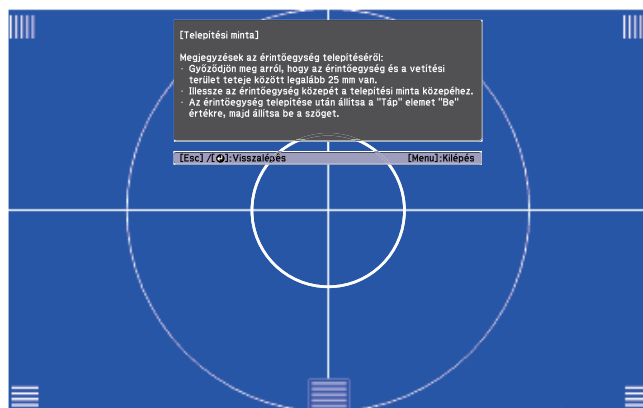 [Telepítési minta]
Megjegyzések az érintőegység telepítéséről:
· Győződjön meg arról, hogy az érintőegység és a vetítési
terület teteje között legalább 25 mm van.
· Illessze az érintőegység közepét a telepítési minta közepéhez.
· Az érintőegység telepítése után állítsa a "Táp" elemet "Be"
értékre, majd állítsa be a szöget.
[Esc] /[⮐]:Visszalépés [Menu]:Kilépés